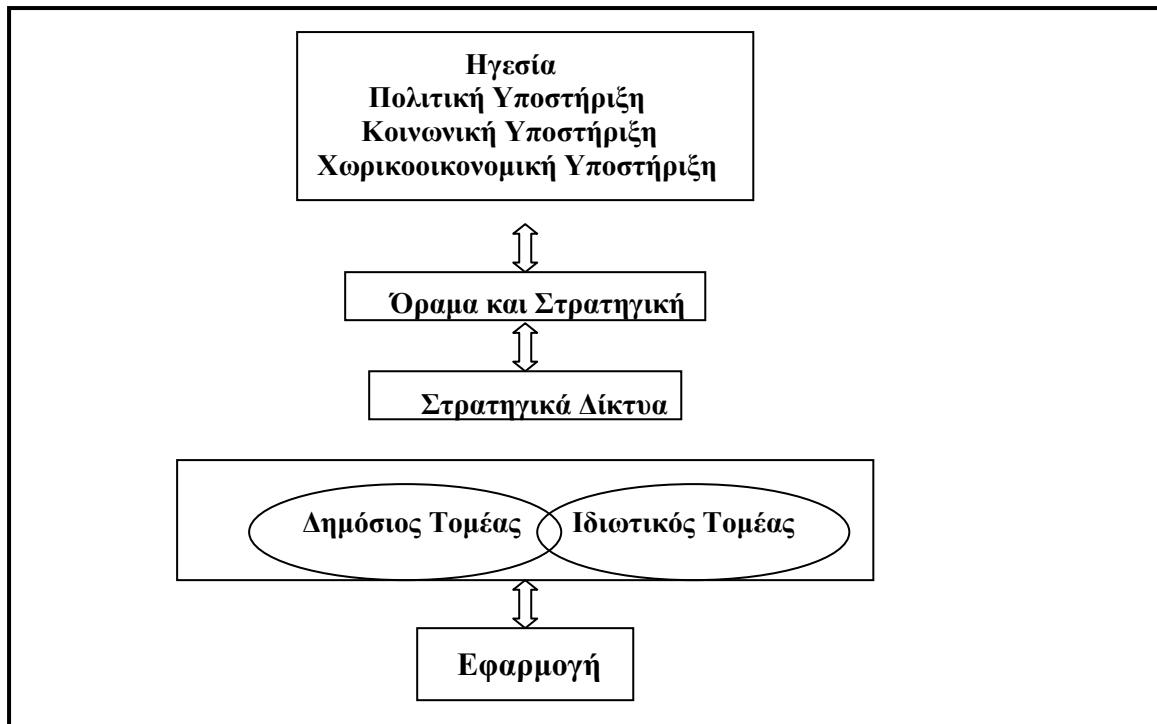 Ηγεσία
Πολιτική Υποστήριξη
Κοινωνική Υποστήριξη
Χωρικοοικονομική Υποστήριξη
Όραμα και Στρατηγική
Στρατηγικά Δίκτυα
Δημόσιος Τομέας Ιδιωτικός Τομέας
Εφαρμογή